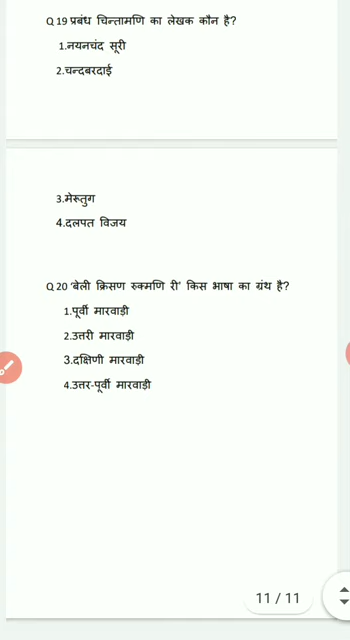 Q 19 प्रबंध चिन्तामणि का लेखक कौन है?
1.नयनचंद सूरी
2.चन्दबरदाई
3.मेरूतुग
4.दलपत विजय
Q 20 'बेली क्रिसण रुक्मणि री' किस भाषा का ग्रंथ है?
1.पूर्वी मारवाड़ी
2.उत्तरी मारवाड़ी
3.दक्षिणी मारवाड़ी
4.उत्तर-पूर्वी मारवाड़ी
11 / 11